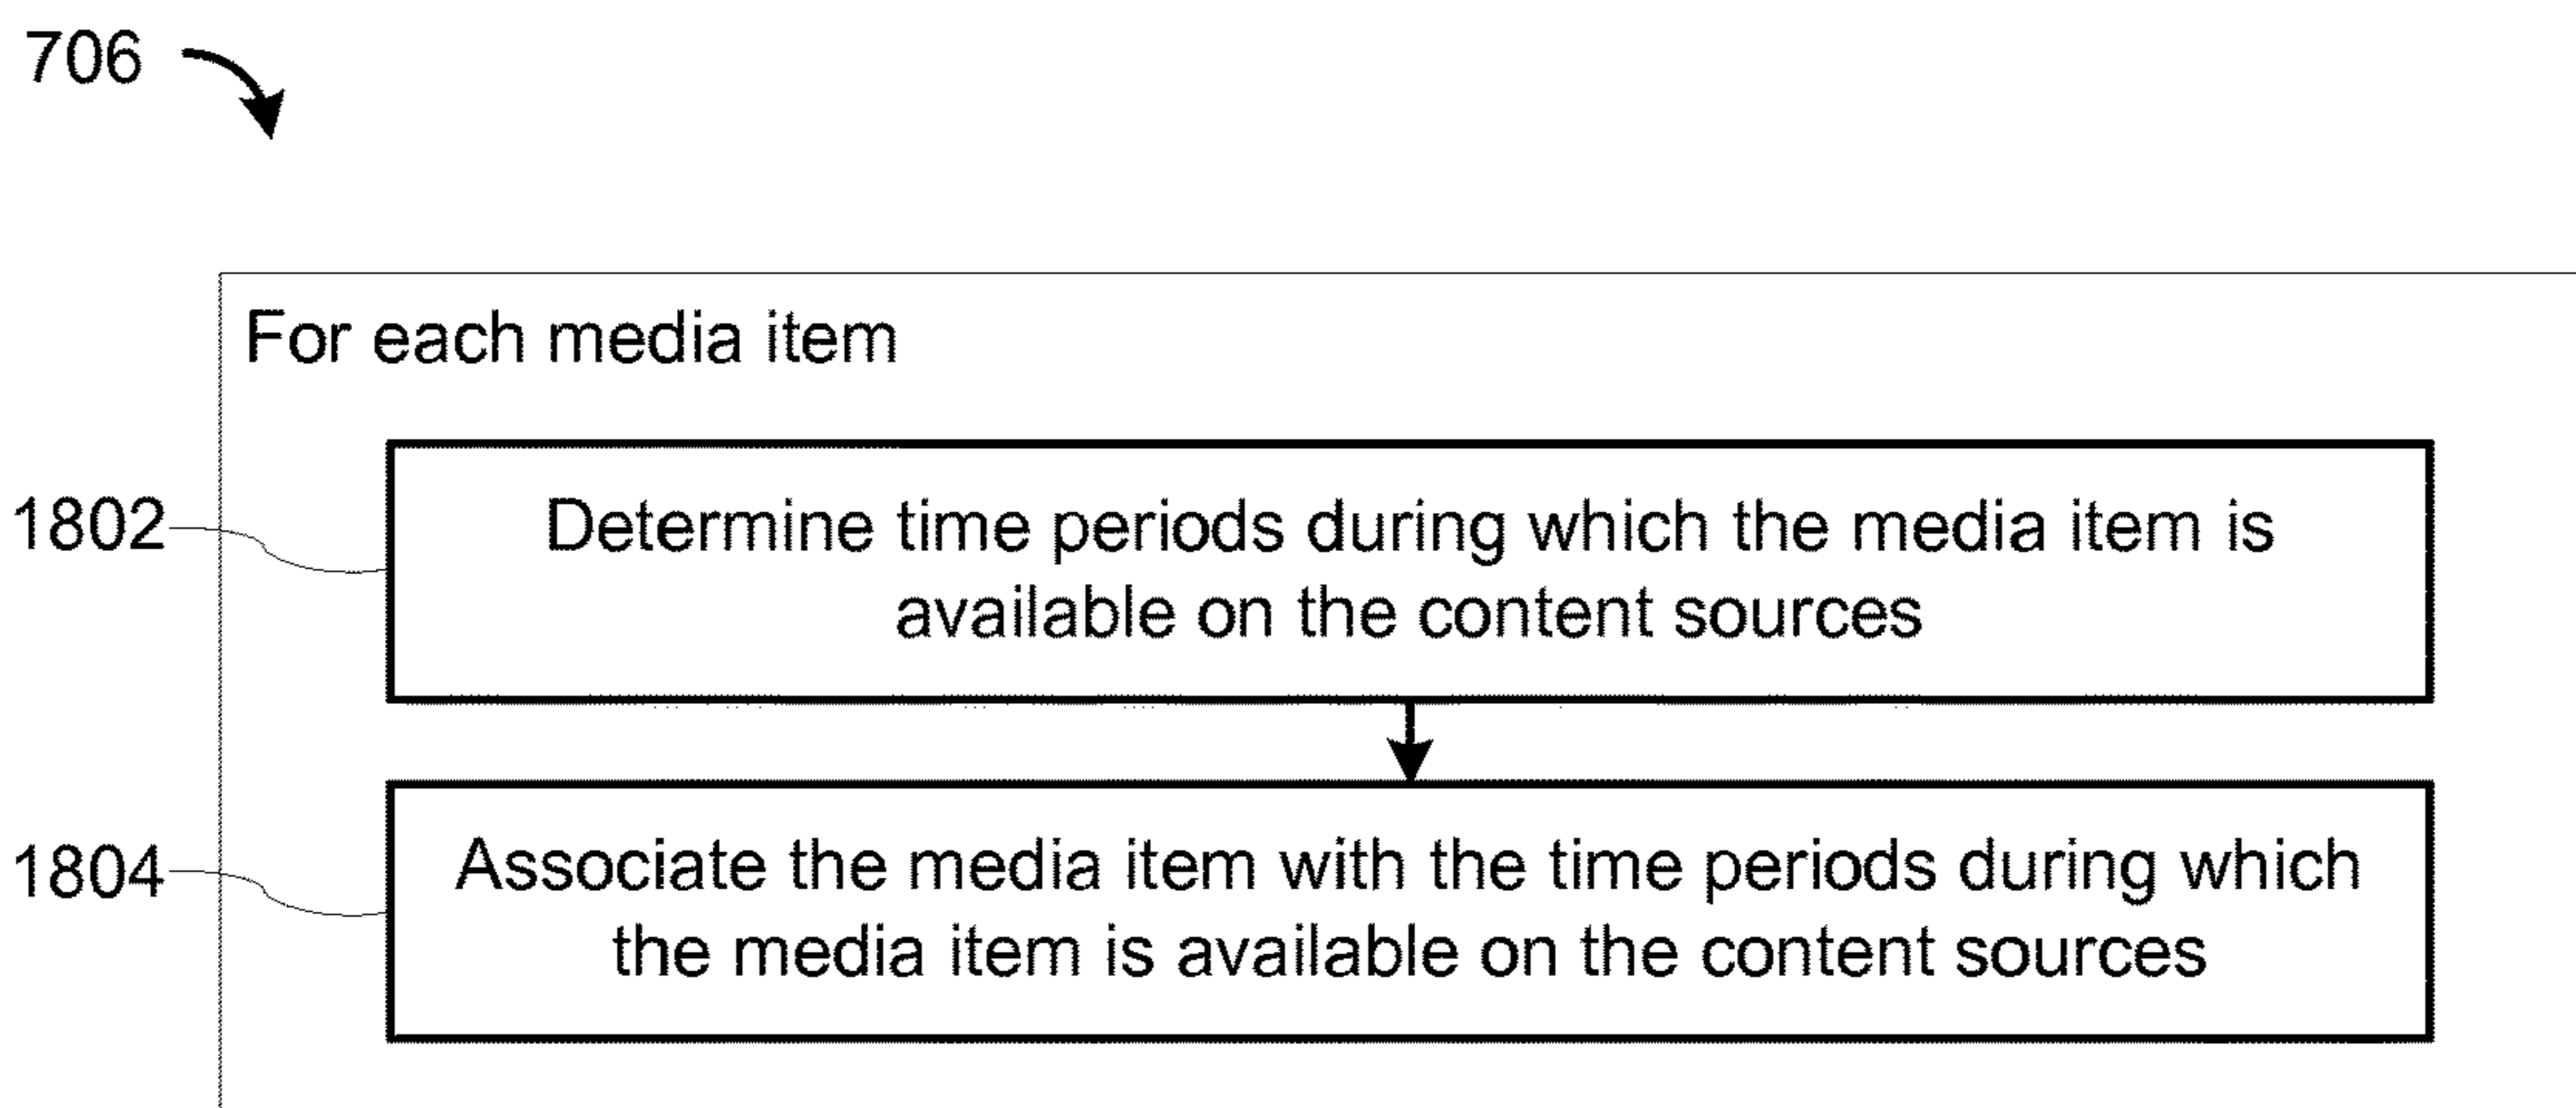 706
For each media item
1802
Determine time periods during which the media item is
available on the content sources
1804
Associate the media item with the time periods during which
the media item is available on the content sources